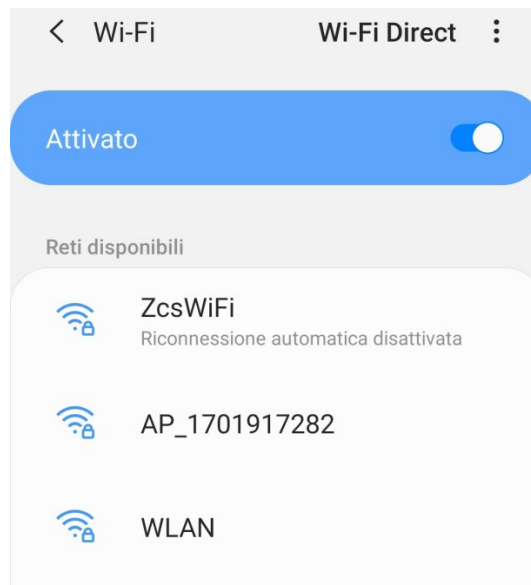 Wi-Fi Wi-Fi Direct
Attivato
Reti disponibili
ZcsWiFi
Riconnessione automatica disattivata
AP_1701917282
WLAN